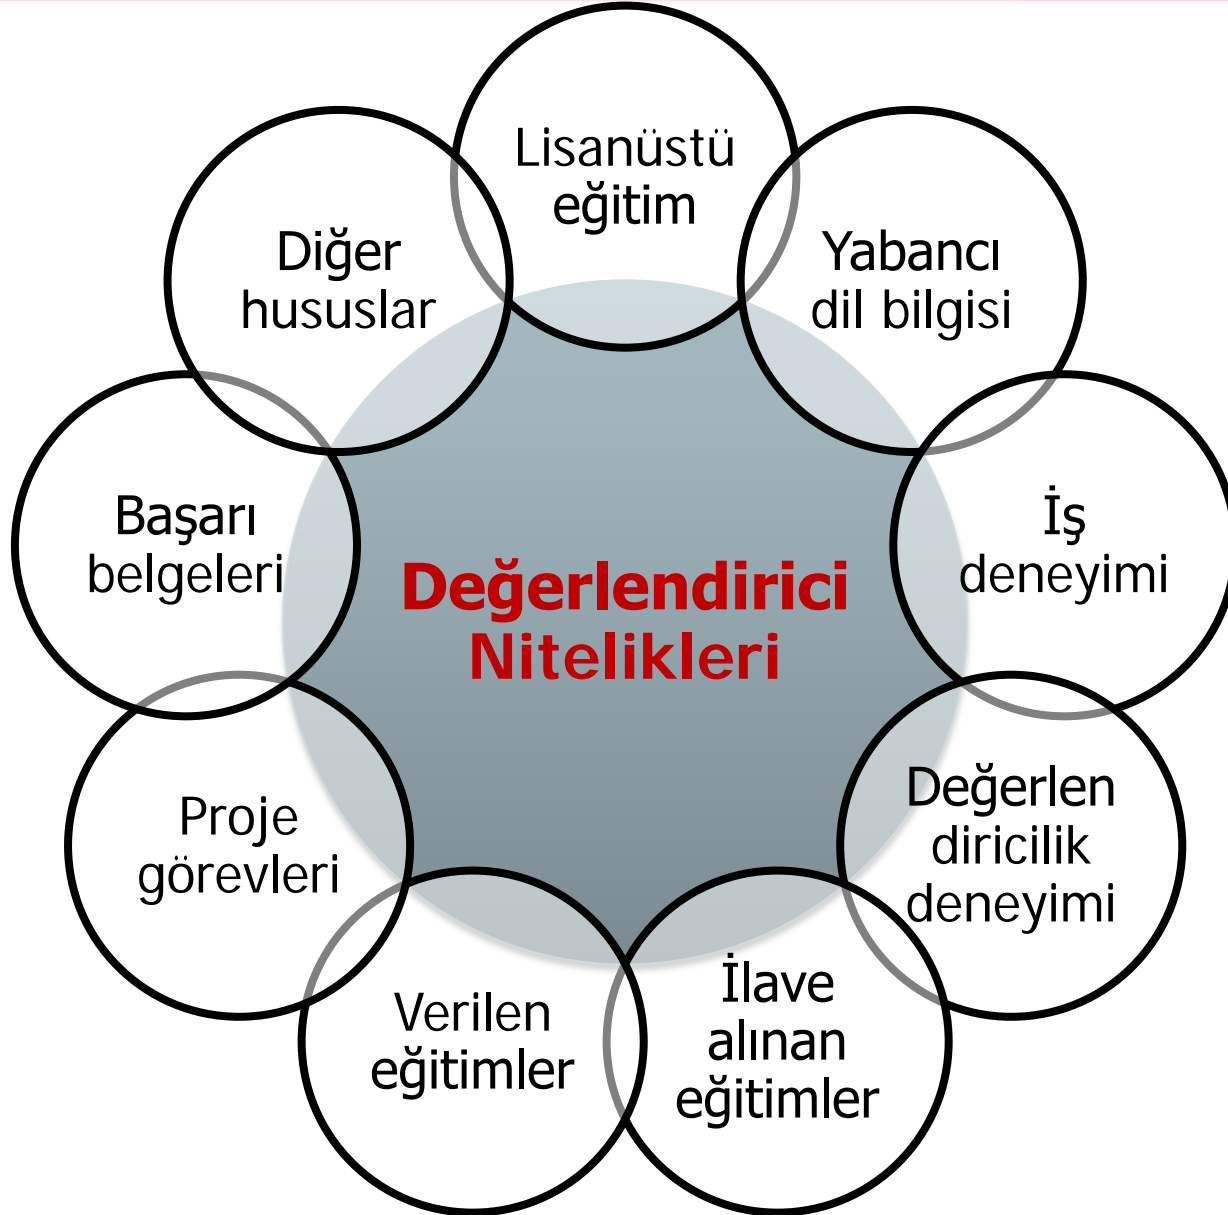 Lisanüstü
eğitim
Yabancı
dil bilgisi
İş
deneyimi
Değerlen
diricilik
deneyimi
İlave
alınan
eğitimler
Verilen
eğitimler
Proje
görevleri
Başarı
belgeleri
Diğer
hususlar
Değerlendirici
Nitelikleri